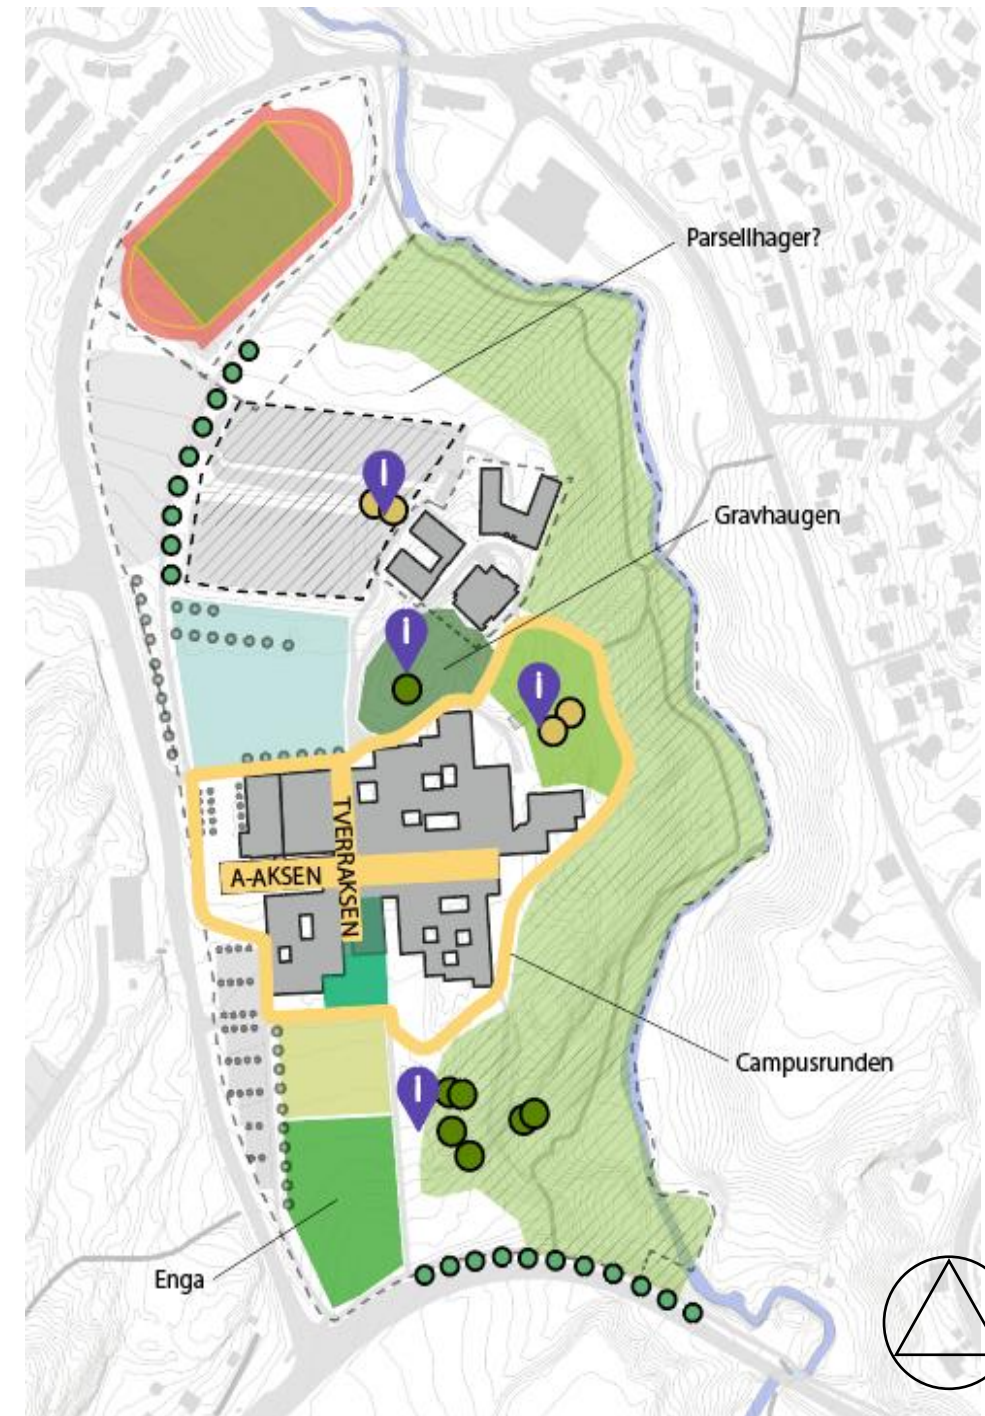 Parsellhager?
i
Gravhaugen
i
i
TVERRAKSEN
A-AKSEN
Campusrunden
i
Enga